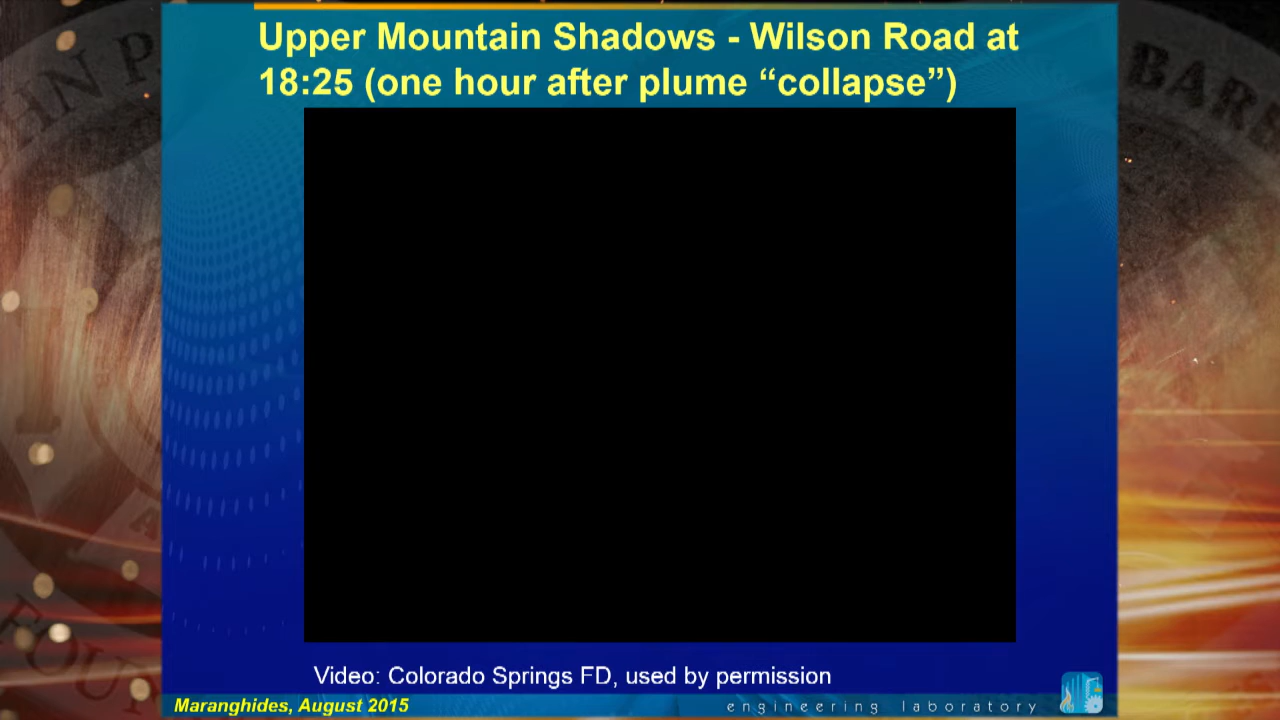 Upper Mountain Shadows - Wilson Road at
18:25 (one hour after plume “collapse”)
Video: Colorado Springs FD, used by permission
Maranghides, August 2015
engineering laboratory